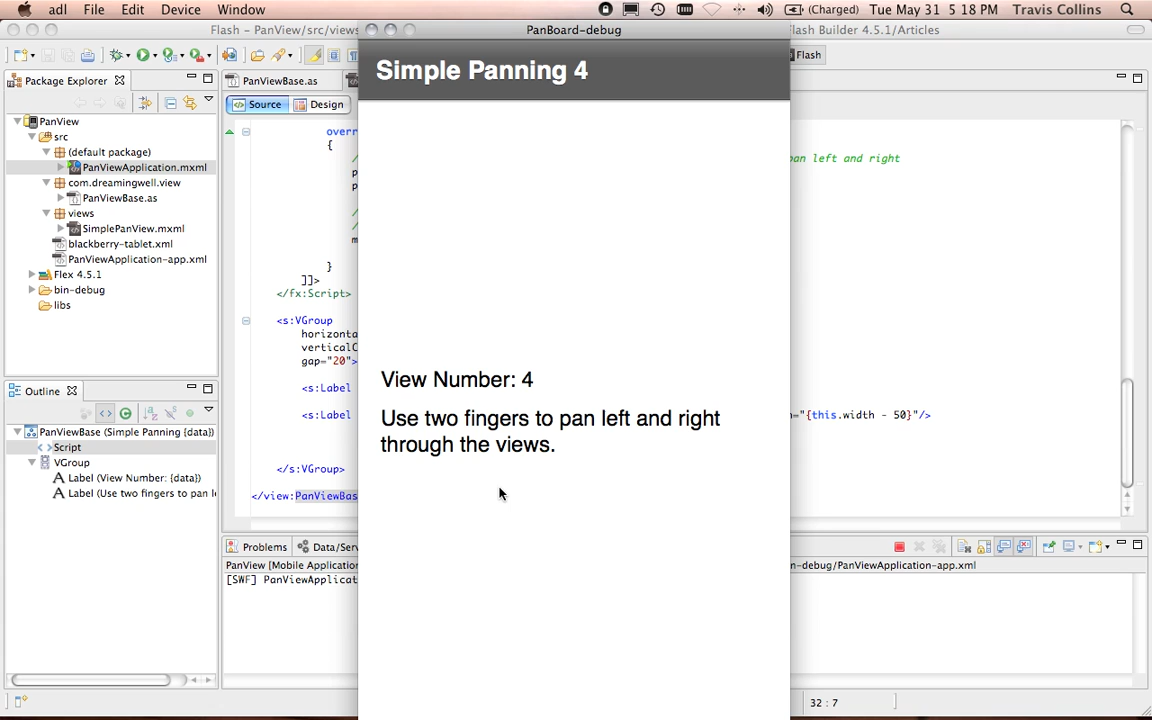 adl File Edit Device Window (Charged) Tue May 31 5:18 PM Travis Collins
Flash - PanView/src/views
PanBoard-debug
lash Builder 4.5.1/Articles
Flash
Package Explorer
PanViewBase.as
Source Design
PanView
src
(default package)
PanViewApplication.mxml
com.dreamingwell.view
PanViewBase.as
views
SimplePanView.mxml
blackberry-tablet.xml
PanViewApplication-app.xml
Flex 4.5.1
bin-debug
libs
Outline
PanViewBase (Simple Panning {data})
Script
VGroup
Label (View Number: {data})
Label (Use two fingers to pan l
overr
{
/
p
p
/
/
m
}
]]>
</fx:Script>
<s:VGroup
horizonta
verticalC
gap="20">
<s:Label
<s:Label
</s:VGroup>
</view:PanViewBas
an left and right
="{this.width - 50}"/>
Simple Panning 4
View Number: 4
Use two fingers to pan left and right
through the views.
Problems Data/Serv
PanView [Mobile Application
n-debug/PanViewApplication-app.xml
[SWF] PanViewApplicat
32 : 7